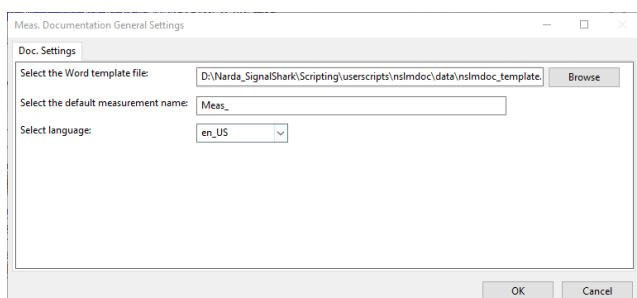 Meas. Documentation General Settings
Doc. Settings
Select the Word template file: D:\Narda_SignalShark\Scripting\userscripts\nslmdoc\data\nslmdoc_template. Browse
Select the default measurement name: Meas_
Select language: en_US
OK Cancel